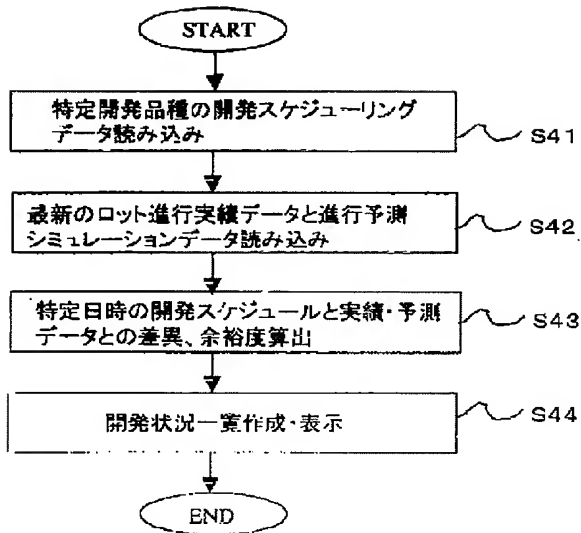 START
特定開発品種の開発スケジューリング
データ読み込み
S41
最新のロット進行実績データと進行予測
シミュレーションデータ読み込み
S42
特定日時の開発スケジュールと実績・予測
データとの差異、余裕度算出
S43
開発状況一覧作成・表示
S44
END